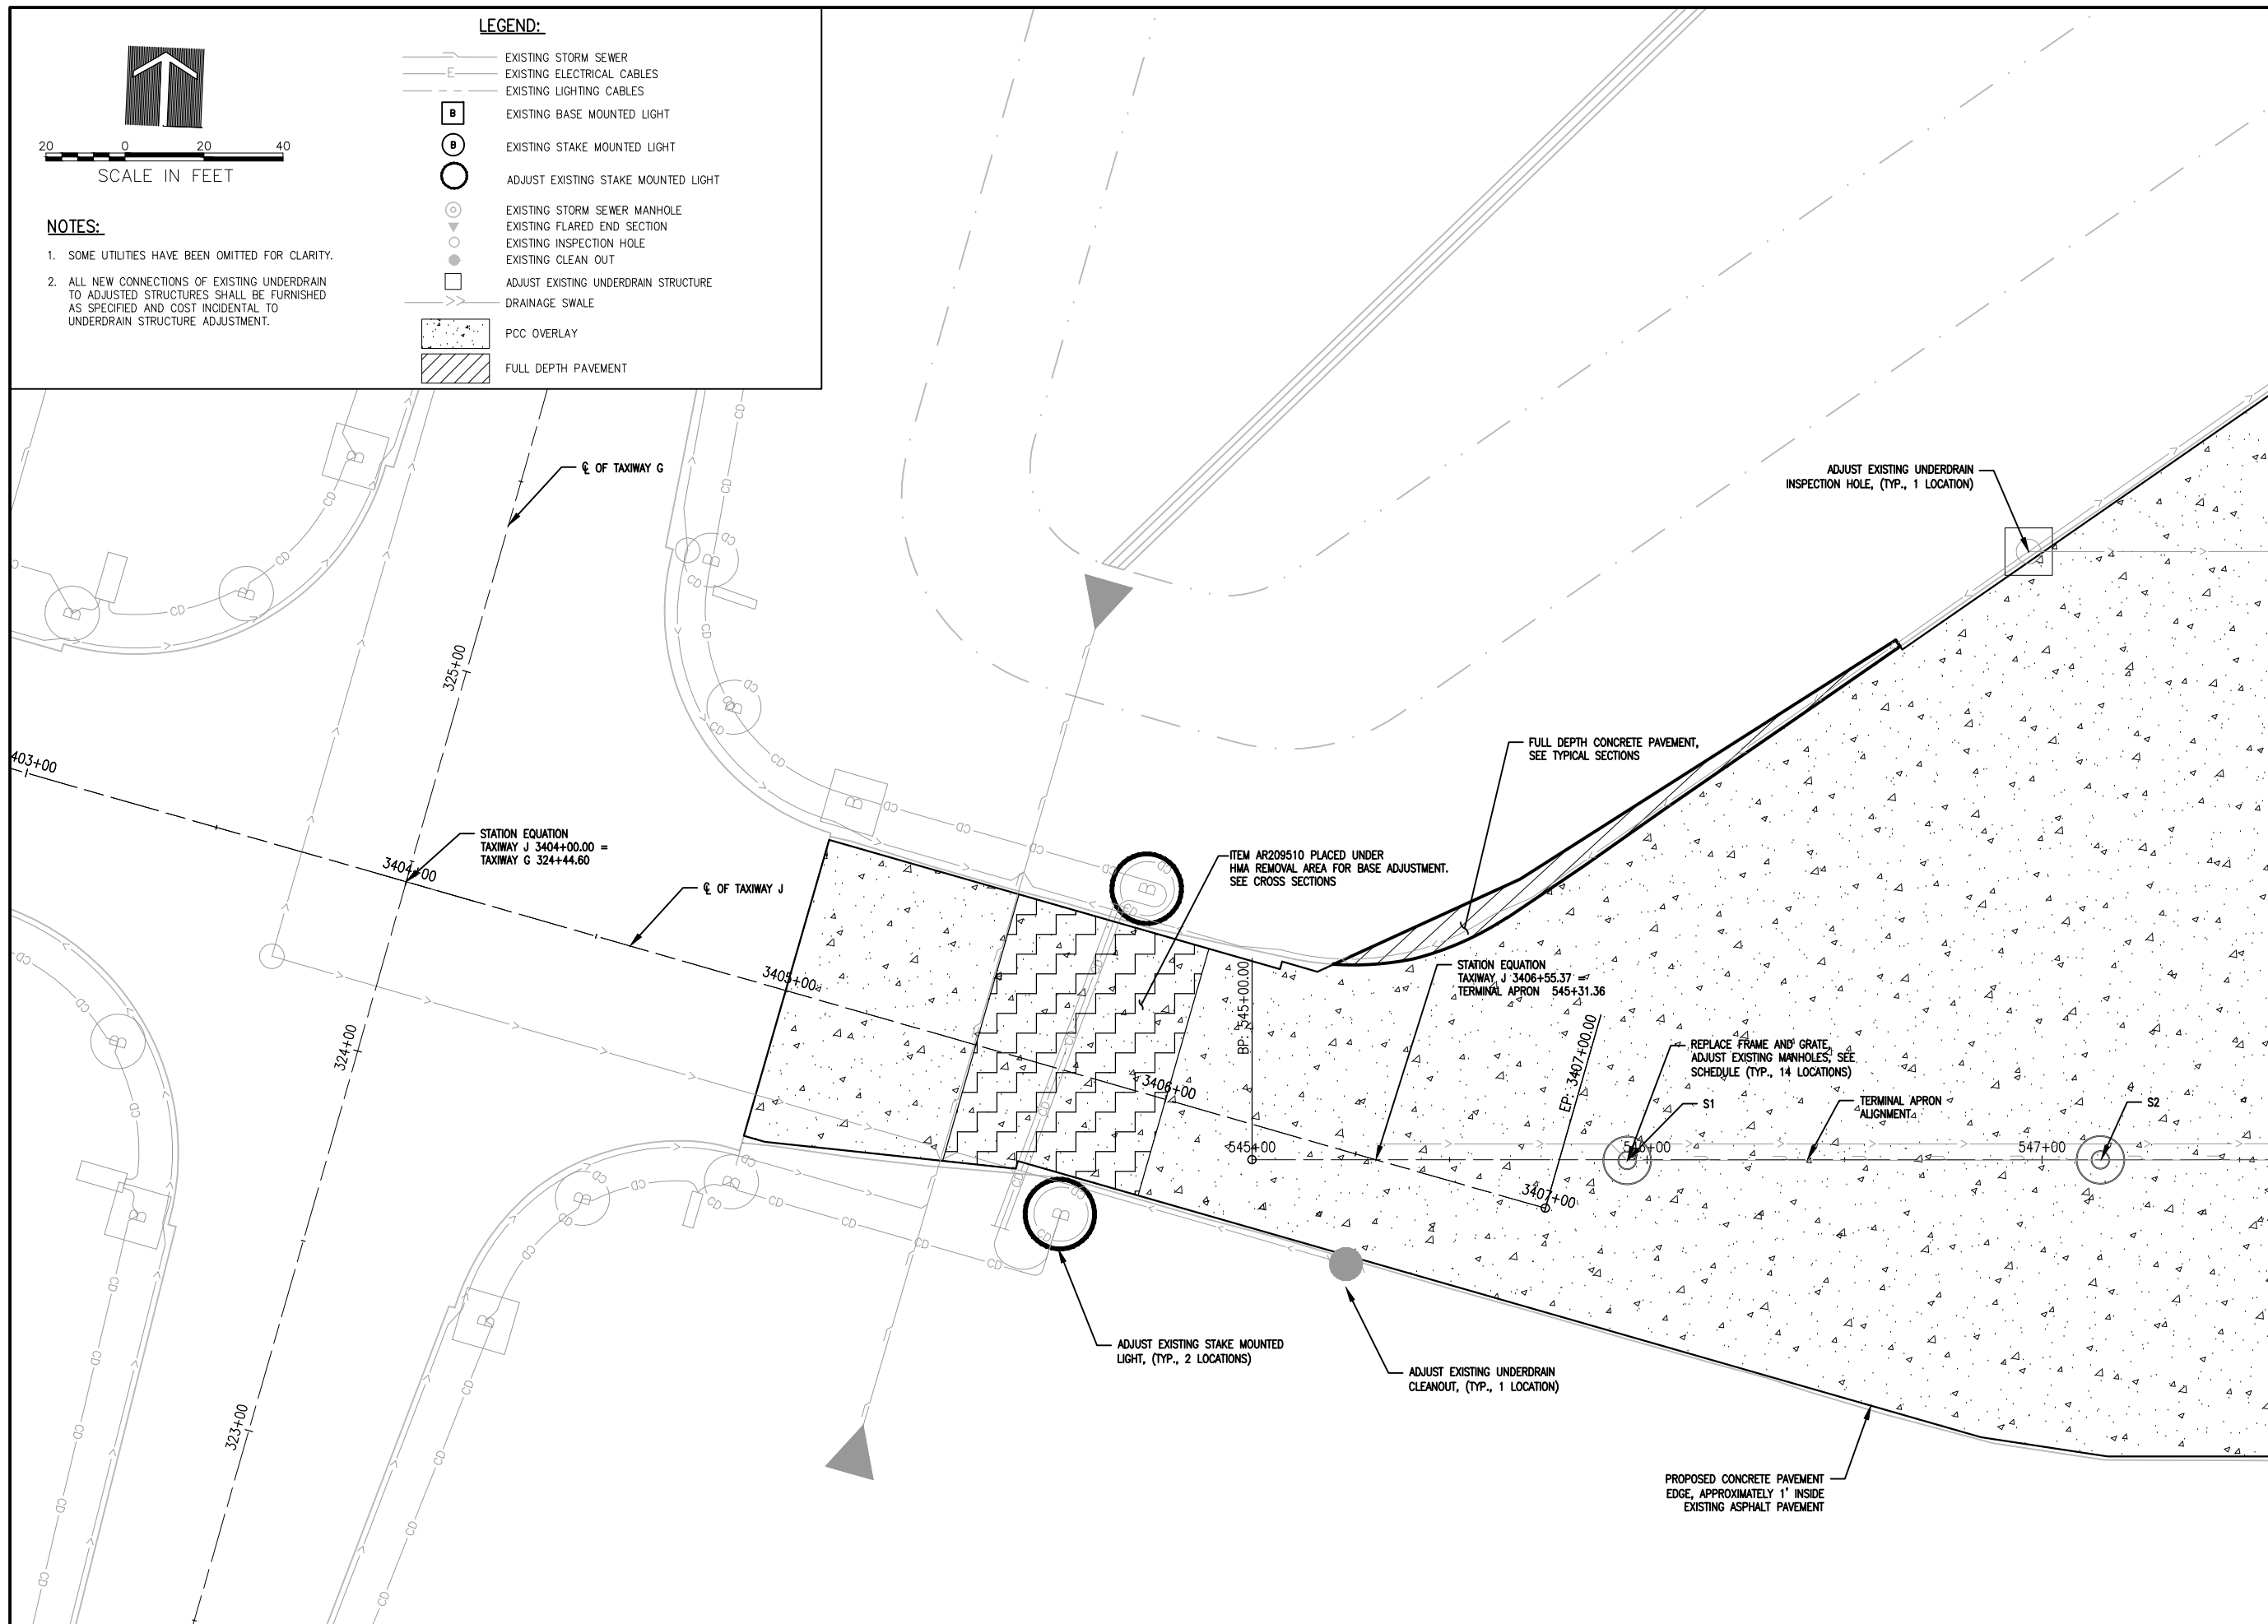 LEGEND:
EXISTING STORM SEWER
E
EXISTING ELECTRICAL CABLES
EXISTING LIGHTING CABLES
B
EXISTING BASE MOUNTED LIGHT
B
EXISTING STAKE MOUNTED LIGHT
ADJUST EXISTING STAKE MOUNTED LIGHT
EXISTING STORM SEWER MANHOLE
EXISTING FLARED END SECTION
EXISTING INSPECTION HOLE
EXISTING CLEAN OUT
ADJUST EXISTING UNDERDRAIN STRUCTURE
DRAINAGE SWALE
PCC OVERLAY
FULL DEPTH PAVEMENT
20 0 20 40
SCALE IN FEET
NOTES:
1. SOME UTILITIES HAVE BEEN OMITTED FOR CLARITY.
2. ALL NEW CONNECTIONS OF EXISTING UNDERDRAIN
TO ADJUSTED STRUCTURES SHALL BE FURNISHED
AS SPECIFIED AND COST INCIDENTAL TO
UNDERDRAIN STRUCTURE ADJUSTMENT.
℄ OF TAXIWAY G
ADJUST EXISTING UNDERDRAIN
INSPECTION HOLE, (TYP., 1 LOCATION)
325+00
403+00
FULL DEPTH CONCRETE PAVEMENT,
SEE TYPICAL SECTIONS
STATION EQUATION
TAXIWAY J 3404+00.00 =
TAXIWAY G 324+44.60
3404+00
℄ OF TAXIWAY J
ITEM AR209510 PLACED UNDER
HMA REMOVAL AREA FOR BASE ADJUSTMENT.
SEE CROSS SECTIONS
3405+00
STATION EQUATION
TAXIWAY J 3406+55.37 =
TERMINAL APRON 545+31.36
BP: 545+00.00
324+00
EP: 3407+00.00
REPLACE FRAME AND GRATE,
ADJUST EXISTING MANHOLES, SEE
SCHEDULE (TYP., 14 LOCATIONS)
3406+00
S1
TERMINAL APRON
ALIGNMENT
S2
545+00
546+00
547+00
3407+00
ADJUST EXISTING STAKE MOUNTED
LIGHT, (TYP., 2 LOCATIONS)
ADJUST EXISTING UNDERDRAIN
CLEANOUT, (TYP., 1 LOCATION)
323+00
PROPOSED CONCRETE PAVEMENT
EDGE, APPROXIMATELY 1' INSIDE
EXISTING ASPHALT PAVEMENT